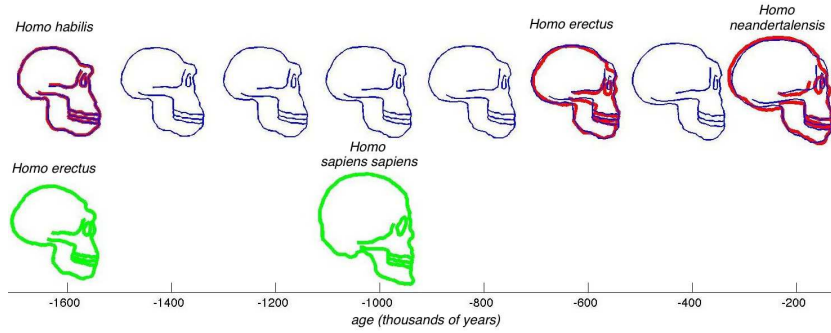 Homo habilis
Homo erectus
Homo
neandertalensis
Homo erectus
Homo
sapiens sapiens
-1600
-1400
-1200
-1000
-800
-600
-400
-200
age (thousands of years)